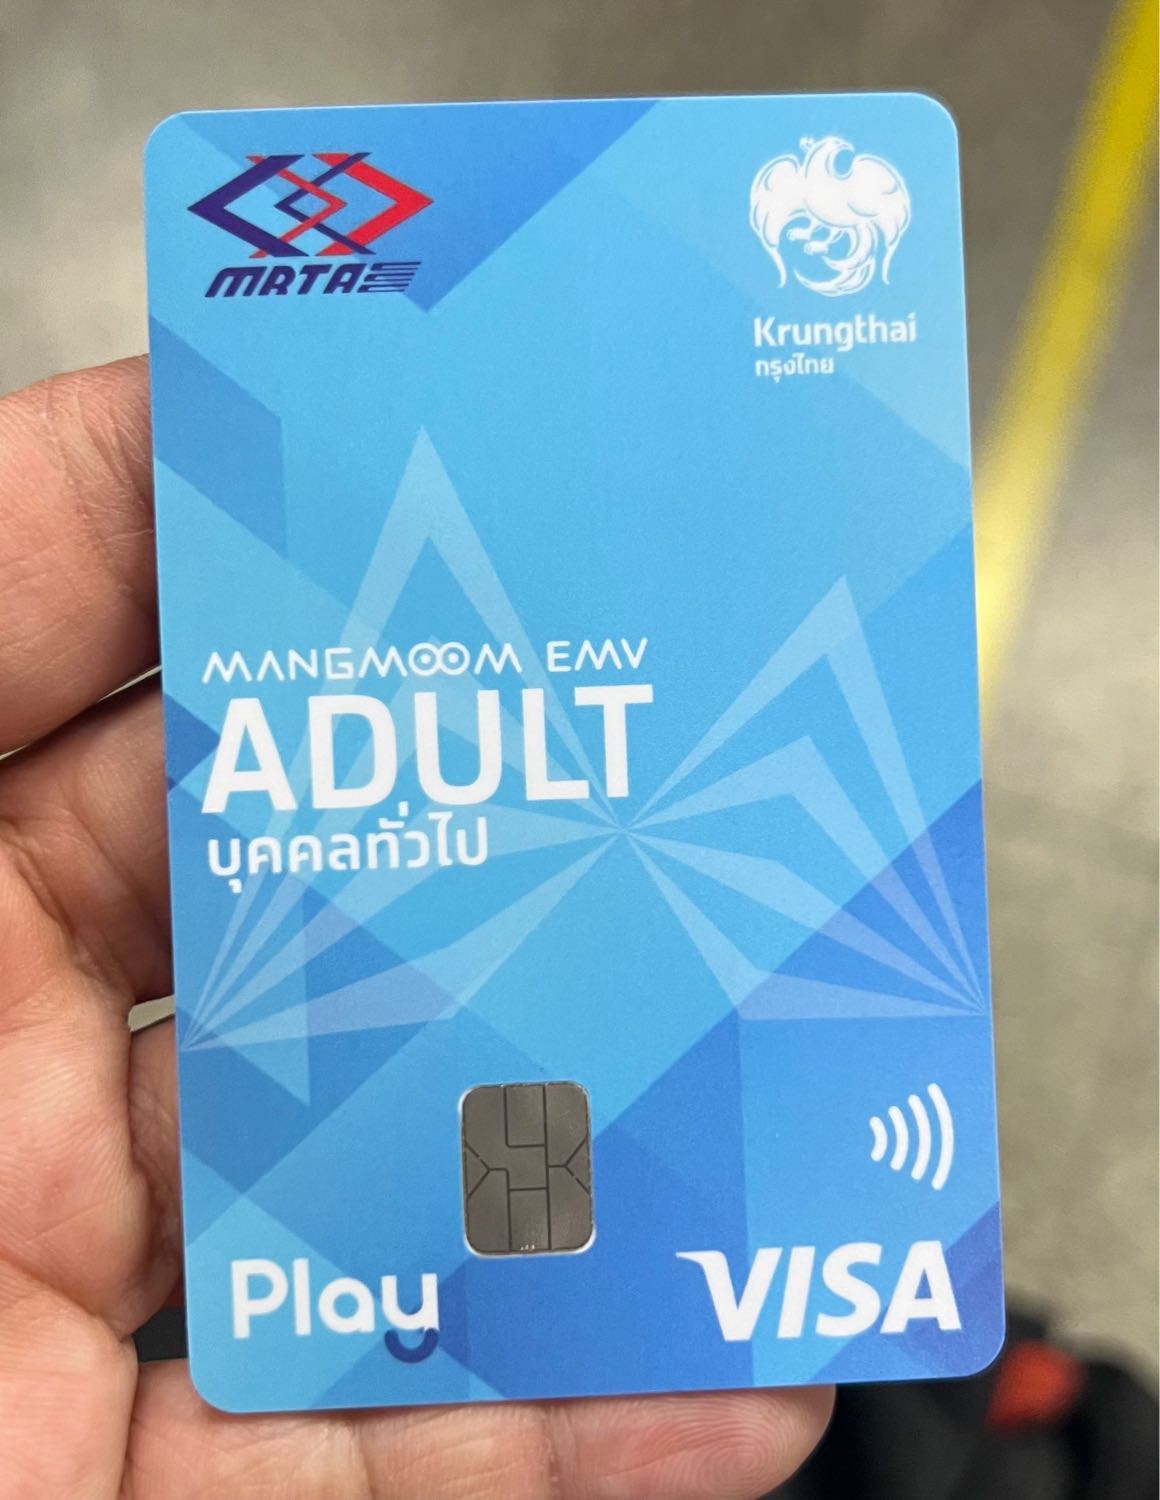 MRTA
Krungthai
กรุงไทย
MANGMOOM EMV
ADULT
บุคคลทั่วไป
Play
VISA